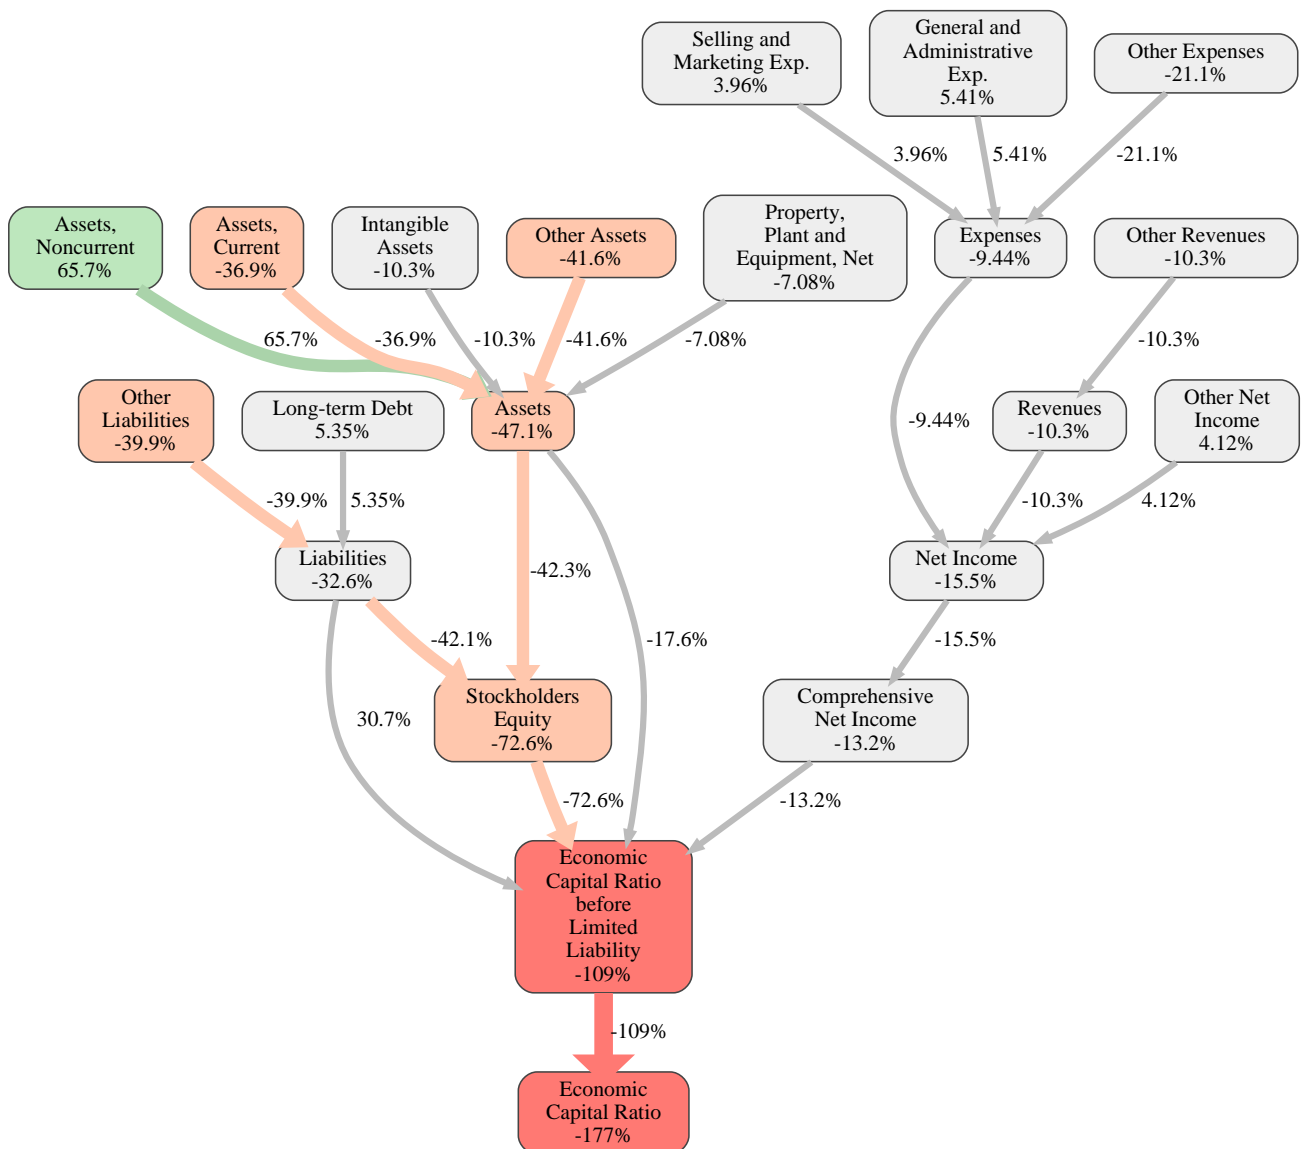 Selling and
Marketing Exp.
3.96%
General and
Administrative
Exp.
5.41%
Other Expenses
-21.1%
3.96%
5.41%
-21.1%
Assets,
Noncurrent
65.7%
Assets,
Current
-36.9%
Intangible
Assets
-10.3%
Other Assets
-41.6%
Property,
Plant and
Equipment, Net
-7.08%
Expenses
-9.44%
Other Revenues
-10.3%
65.7%
-36.9%
-10.3%
-41.6%
-7.08%
-10.3%
Other
Liabilities
-39.9%
Long-term Debt
5.35%
Assets
-47.1%
-9.44%
Revenues
-10.3%
Other Net
Income
4.12%
-39.9%
5.35%
-10.3%
4.12%
Liabilities
-32.6%
-42.3%
Net Income
-15.5%
-42.1%
-17.6%
-15.5%
30.7%
Stockholders
Equity
-72.6%
Comprehensive
Net Income
-13.2%
-72.6%
-13.2%
Economic
Capital Ratio
before
Limited
Liability
-109%
-109%
Economic
Capital Ratio
-177%